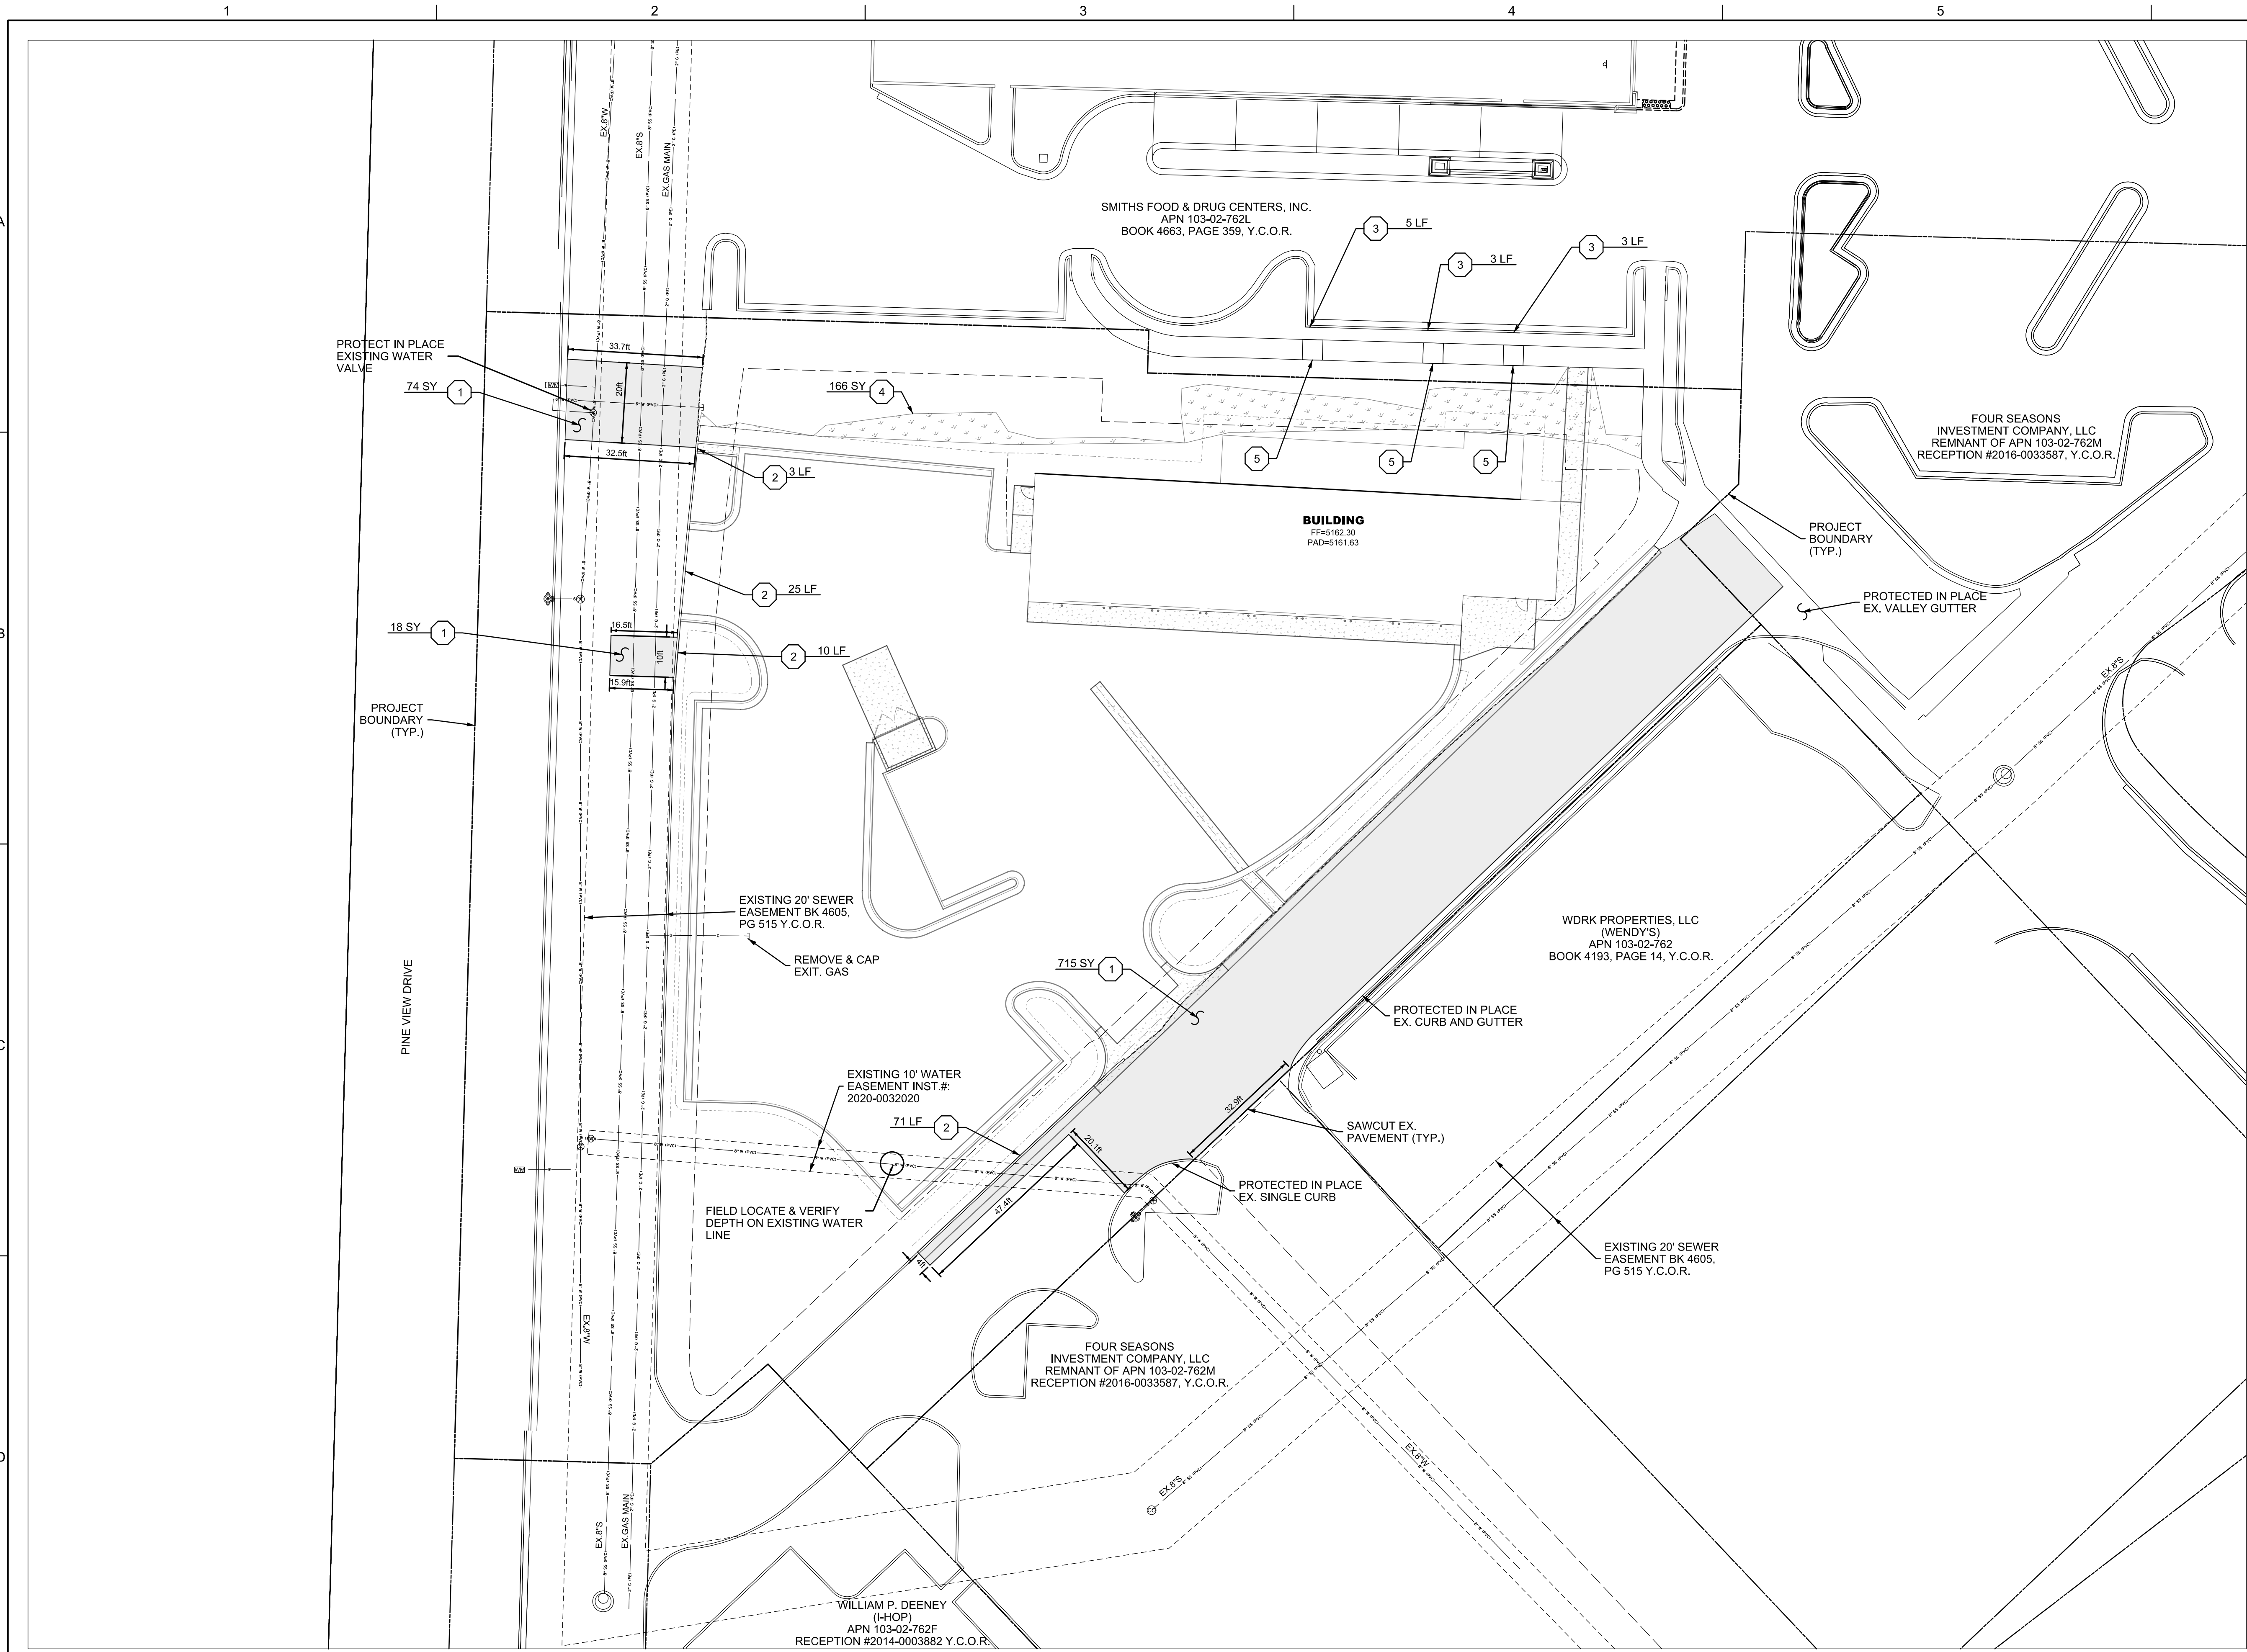 1
2
3
4
5
A
B
C
D
EX.8"W
EX.8"S
EX.GAS MAIN
SMITHS FOOD & DRUG CENTERS, INC.
APN 103-02-762L
BOOK 4663, PAGE 359, Y.C.O.R.
3
5 LF
3
3 LF
3
3 LF
PROTECT IN PLACE
EXISTING WATER
VALVE
33.7ft
20ft
32.5ft
74 SY
1
WM
8" W (PVC)
166 SY
4
2
3 LF
5
5
5
FOUR SEASONS
INVESTMENT COMPANY, LLC
REMNANT OF APN 103-02-762M
RECEPTION #2016-0033587, Y.C.O.R.
BUILDING
FF=5162.30
PAD=5161.63
PROJECT
BOUNDARY
(TYP.)
PROTECTED IN PLACE
EX. VALLEY GUTTER
2
25 LF
18 SY
1
16.5ft
10ft
15.9ft
2
10 LF
EX.8"S
8" SS (PVC)
PROJECT
BOUNDARY
(TYP.)
EXISTING 20' SEWER
EASEMENT BK 4605,
PG 515 Y.C.O.R.
REMOVE & CAP
EXIT. GAS
WDRK PROPERTIES, LLC
(WENDY'S)
APN 103-02-762
BOOK 4193, PAGE 14, Y.C.O.R.
715 SY
1
PINE VIEW DRIVE
PROTECTED IN PLACE
EX. CURB AND GUTTER
EXISTING 10' WATER
EASEMENT INST.#:
2020-0032020
71 LF
2
32.9ft
20.1ft
47.4ft
4ft
SAWCUT EX.
PAVEMENT (TYP.)
WM
PROTECTED IN PLACE
EX. SINGLE CURB
FIELD LOCATE & VERIFY
DEPTH ON EXISTING WATER
LINE
EXISTING 20' SEWER
EASEMENT BK 4605,
PG 515 Y.C.O.R.
EX.8"W
FOUR SEASONS
INVESTMENT COMPANY, LLC
REMNANT OF APN 103-02-762M
RECEPTION #2016-0033587, Y.C.O.R.
EX.8"W
EX.8"S
CO
EX.8"S
EX.GAS MAIN
WILLIAM P. DEENEY
(I-HOP)
APN 103-02-762F
RECEPTION #2014-0003882 Y.C.O.R.